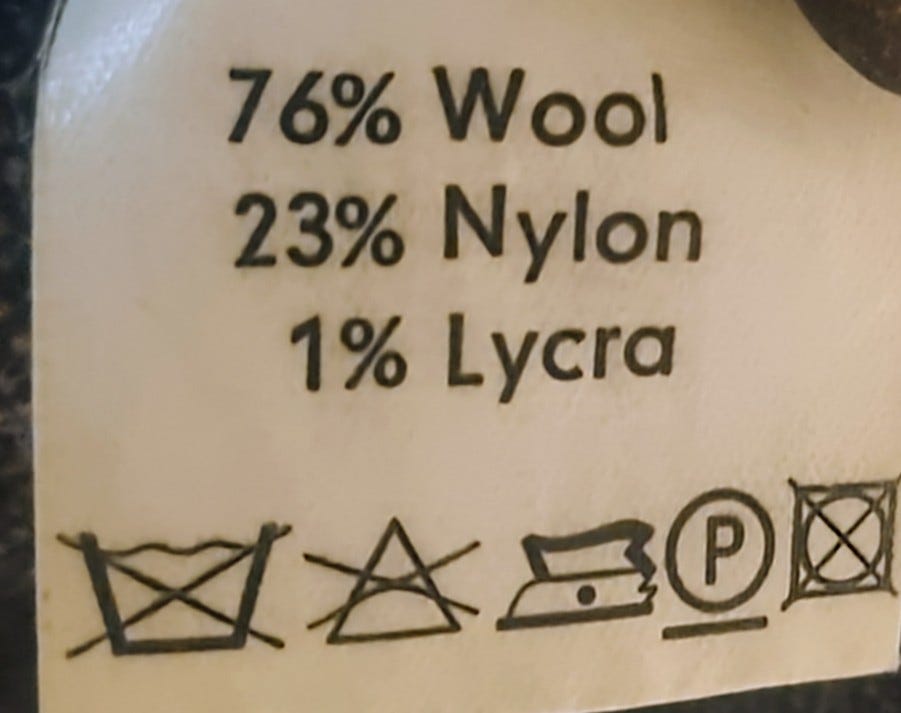 76% Wool
23% Nylon
1% Lycra
P